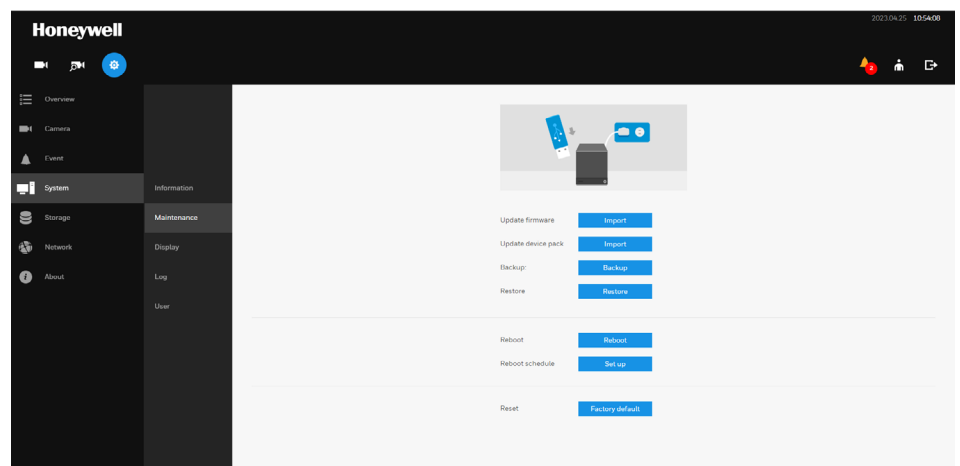 2023.04.25 10:54:08
Honeywell
2
Overview
Camera
Event
System
Information
Storage
Maintenance
Network
Display
About
Log
User
Update firmware Import
Update device pack Import
Backup: Backup
Restore Restore
Reboot Reboot
Reboot schedule Set up
Reset Factory default